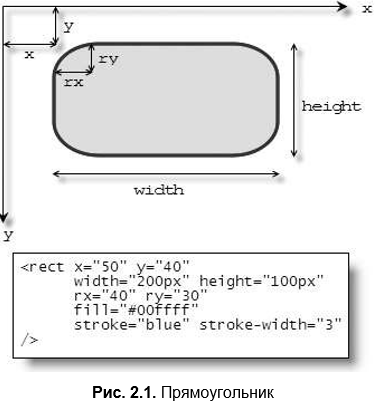 x
y
x
ry
rx
height
width
y
<rect x="50" y="40"
width="200px" height="100px"
rx="40" ry="30"
fill="#00ffff"
stroke="blue" stroke-width="3"
/>
Рис. 2.1. Прямоугольник